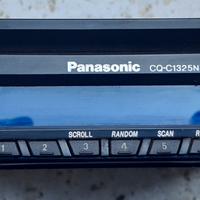 Panasonic CQ-C1325N
SCROLL RANDOM SCAN
1 2 3 4 5